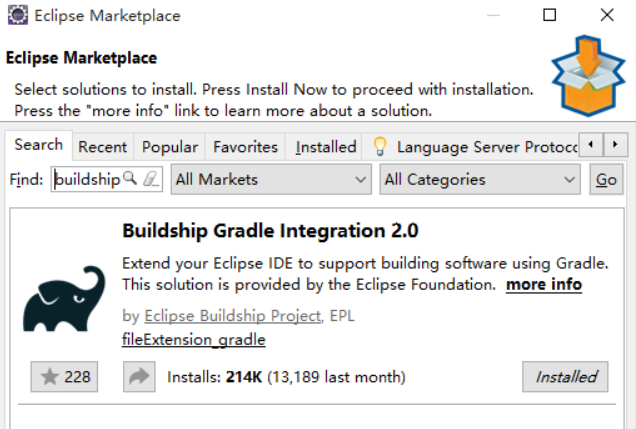 Eclipse Marketplace
Eclipse Marketplace
Select solutions to install. Press Install Now to proceed with installation.
Press the "more info" link to learn more about a solution.
Search Recent Popular Favorites Installed Language Server Protoc
Find: buildship All Markets All Categories Go
Buildship Gradle Integration 2.0
Extend your Eclipse IDE to support building software using Gradle.
This solution is provided by the Eclipse Foundation. more info
by Eclipse Buildship Project, EPL
fileExtension_gradle
228 Installs: 214K (13,189 last month) Installed